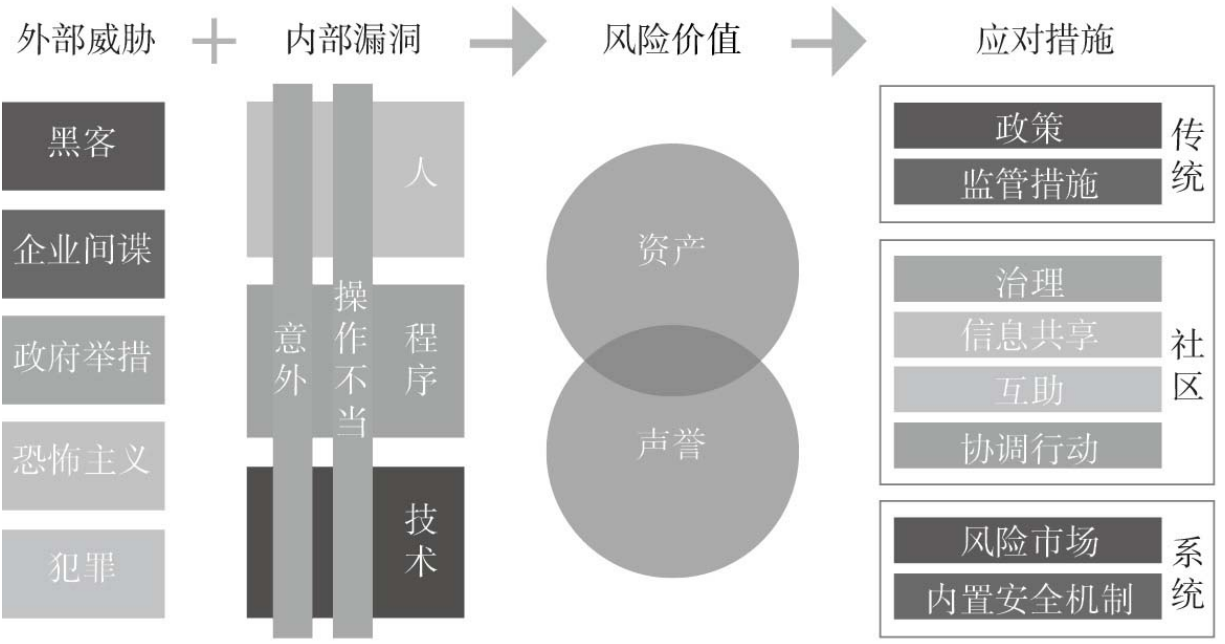 外部威胁 + 内部漏洞 → 风险价值 → 应对措施
黑客
企业间谍
政府举措
恐怖主义
犯罪
意外
操作不当
人
程序
技术
资产
声誉
政策
监管措施
传统
治理
信息共享
互助
协调行动
社区
风险市场
内置安全机制
系统